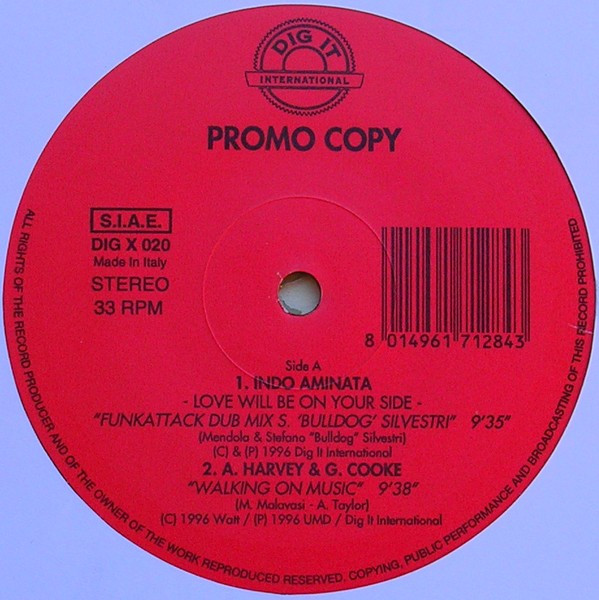 DIG IT
INTERNATIONAL
PROMO COPY
S.I.A.E.
DIG X 020
Made in Italy
STEREO
33 RPM
8 014961 712843
Side A
1. INDO AMINATA
- LOVE WILL BE ON YOUR SIDE -
"FUNKATTACK DUB MIX S. 'BULLDOG' SILVESTRI" 9'35"
(Mendola & Stefano "Bulldog" Silvestri)
(C) & (P) 1996 Dig It International
2. A. HARVEY & G. COOKE
"WALKING ON MUSIC" 9'38"
(M. Malavasi - A. Taylor)
(C) 1996 Watt / (P) 1996 UMD / Dig It International
ALL RIGHTS OF THE RECORD PRODUCER AND OF THE OWNER OF THE WORK REPRODUCED RESERVED. COPYING, PUBLIC PERFORMANCE AND BROADCASTING OF THIS RECORD PROHIBITED